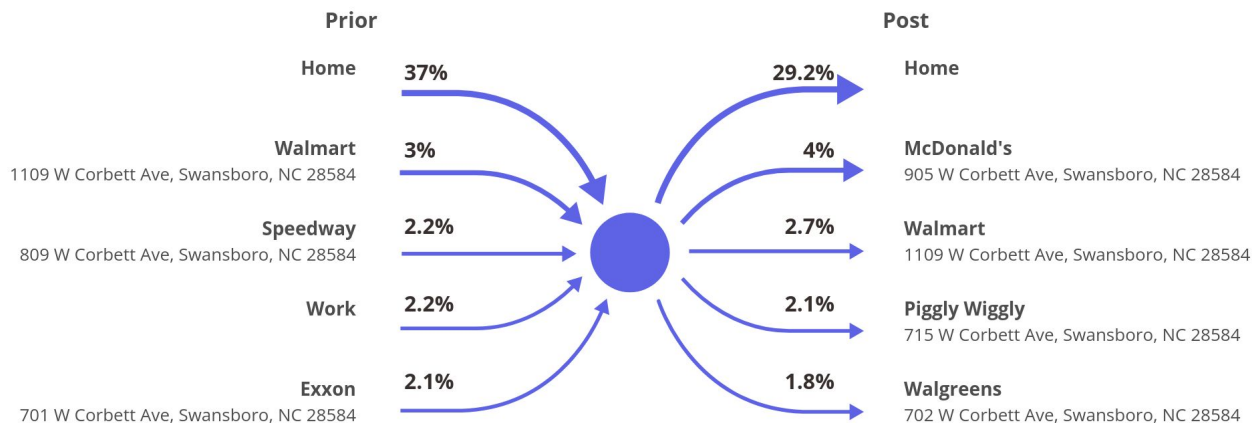 Prior
Post
Home
37%
29.2%
Home
Walmart
1109 W Corbett Ave, Swansboro, NC 28584
3%
4%
McDonald's
905 W Corbett Ave, Swansboro, NC 28584
Speedway
809 W Corbett Ave, Swansboro, NC 28584
2.2%
2.7%
Walmart
1109 W Corbett Ave, Swansboro, NC 28584
Work
2.2%
2.1%
Piggly Wiggly
715 W Corbett Ave, Swansboro, NC 28584
Exxon
701 W Corbett Ave, Swansboro, NC 28584
2.1%
1.8%
Walgreens
702 W Corbett Ave, Swansboro, NC 28584